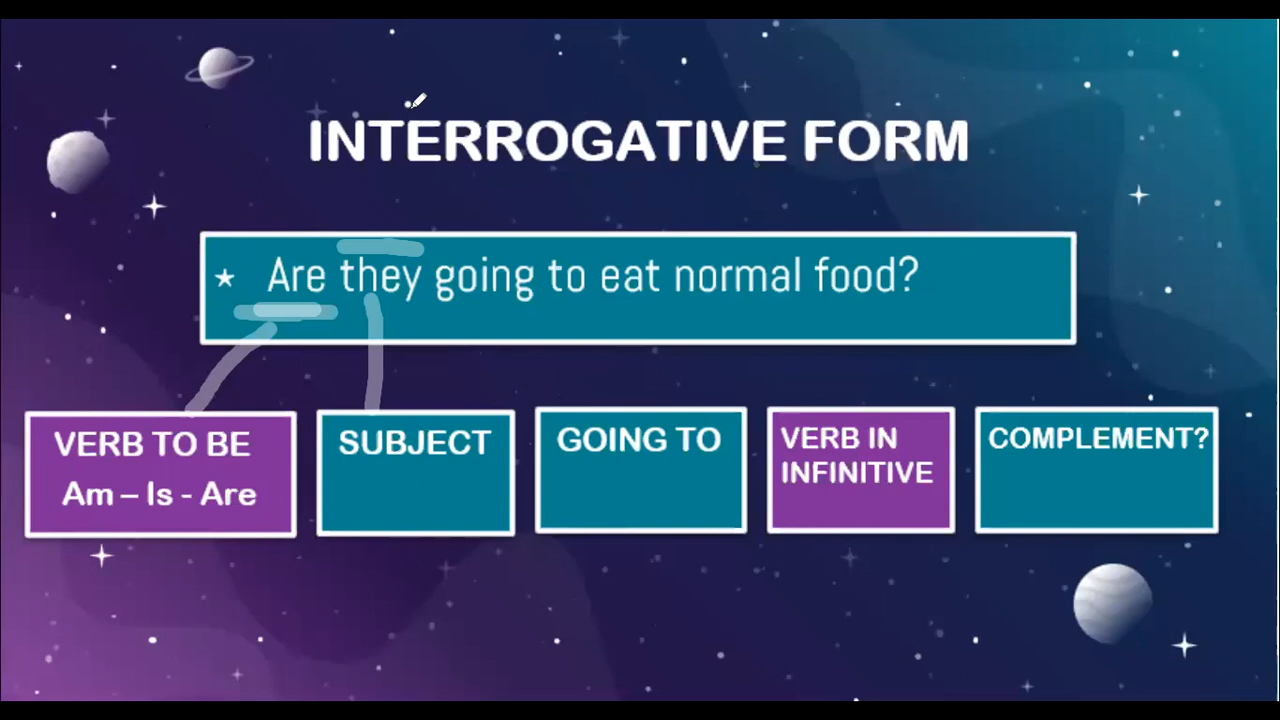 INTERROGATIVE FORM
★ Are they going to eat normal food?
VERB TO BE
Am – Is - Are
SUBJECT
GOING TO
VERB IN
INFINITIVE
COMPLEMENT?